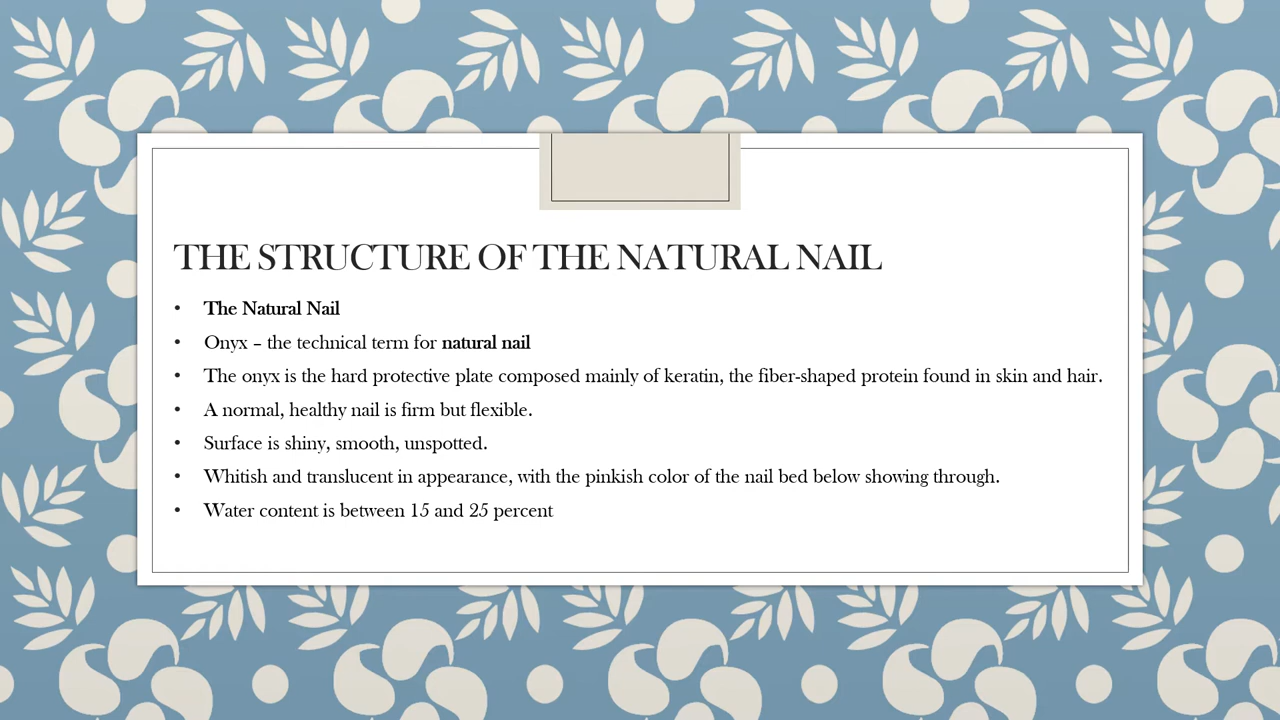 THE STRUCTURE OF THE NATURAL NAIL
• The Natural Nail
• Onyx – the technical term for natural nail
• The onyx is the hard protective plate composed mainly of keratin, the fiber-shaped protein found in skin and hair.
• A normal, healthy nail is firm but flexible.
• Surface is shiny, smooth, unspotted.
• Whitish and translucent in appearance, with the pinkish color of the nail bed below showing through.
• Water content is between 15 and 25 percent